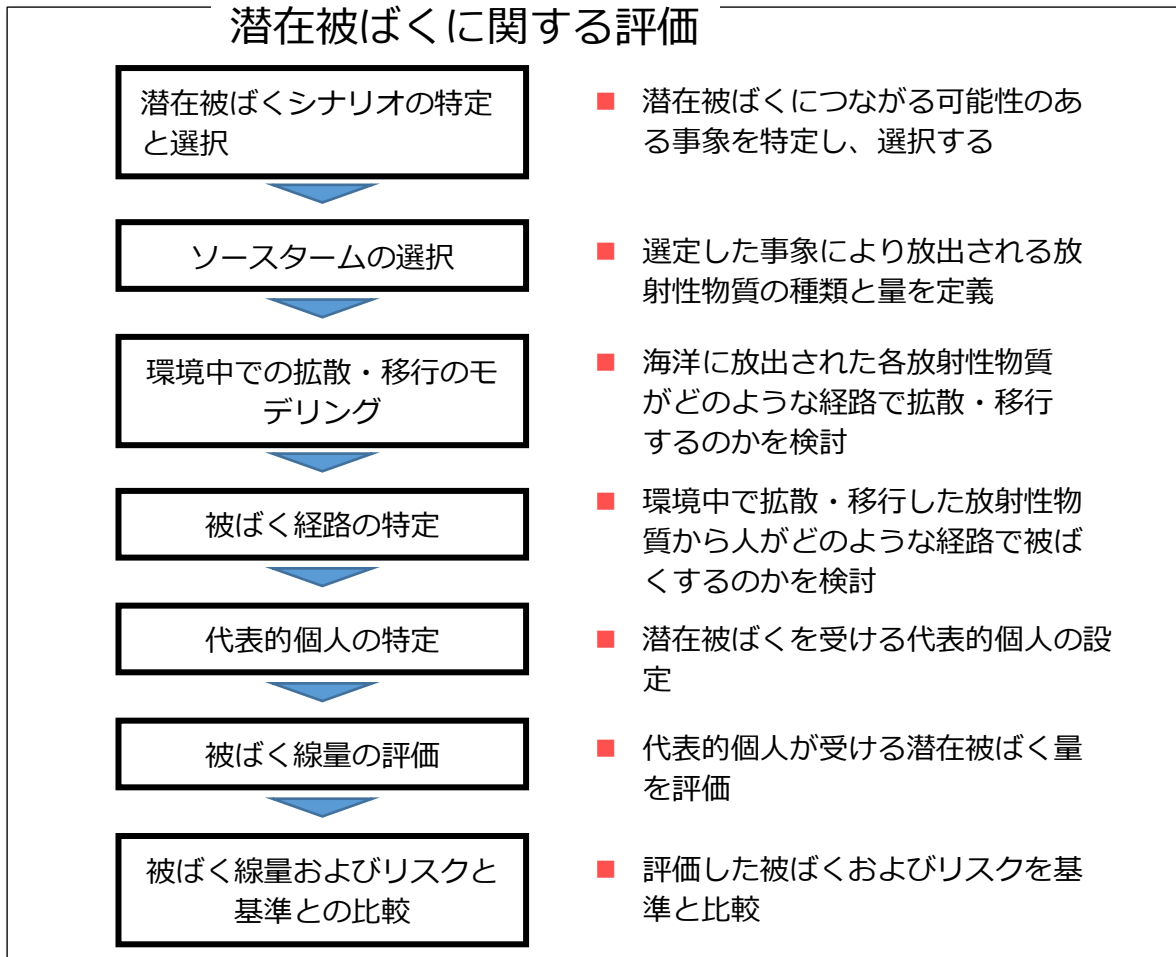 潜在被ばくに関する評価
潜在被ばくシナリオの特定
と選択
■ 潜在被ばくにつながる可能性のあ
る事象を特定し、選択する
ソースタームの選択
■ 選定した事象により放出される放
射性物質の種類と量を定義
環境中での拡散・移行のモ
デリング
■ 海洋に放出された各放射性物質
がどのような経路で拡散・移行
するのかを検討
被ばく経路の特定
■ 環境中で拡散・移行した放射性物
質から人がどのような経路で被ば
くするのかを検討
代表的個人の特定
■ 潜在被ばくを受ける代表的個人の設
定
被ばく線量の評価
■ 代表的個人が受ける潜在被ばく量
を評価
被ばく線量およびリスクと
基準との比較
■ 評価した被ばくおよびリスクを基
準と比較